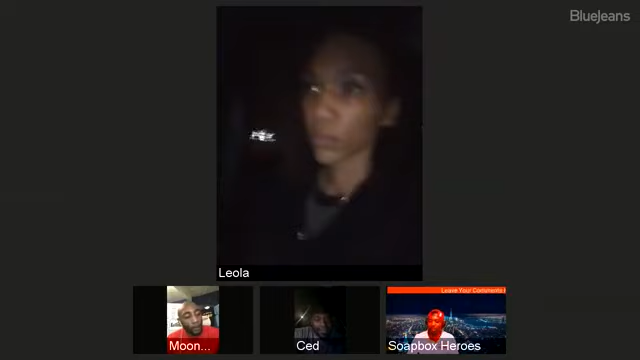 BlueJeans
Leola
Leave Your Comments
Moon...
Ced
Soapbox Heroes